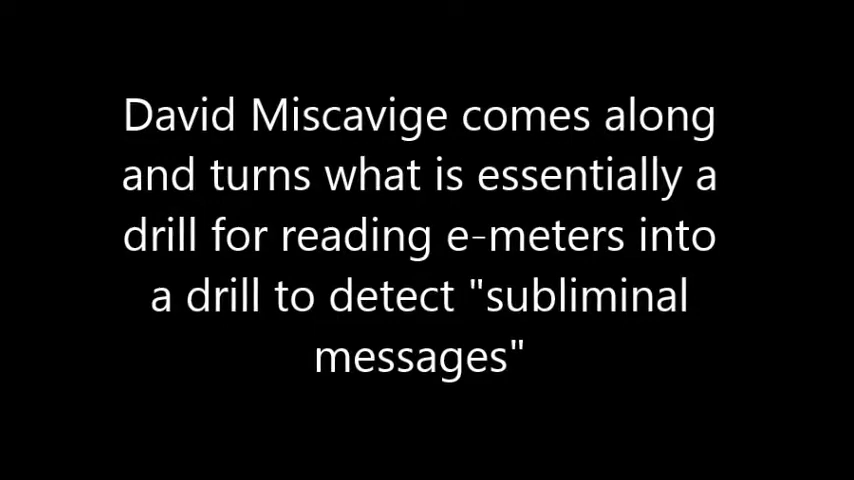 David Miscavige comes along
and turns what is essentially a
drill for reading e-meters into
a drill to detect "subliminal
messages"